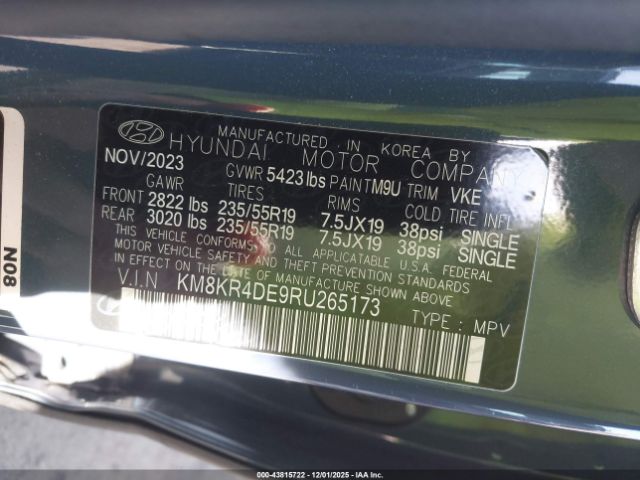 MANUFACTURED IN KOREA BY
HYUNDAI MOTOR COMPANY
NOV/2023 GVWR 5423 lbs PAINT M9U TRIM VKE
GAWR TIRES RIMS COLD TIRE INFL
FRONT 2822 lbs 235/55R19 7.5JX19 38psi SINGLE
REAR 3020 lbs 235/55R19 7.5JX19 38psi SINGLE
THIS VEHICLE CONFORMS TO ALL APPLICABLE U.S.A. FEDERAL
MOTOR VEHICLE SAFETY, BUMPER, AND THEFT PREVENTION STANDARDS
IN EFFECT ON THE DATE OF MANUFACTURE SHOWN ABOVE.
V.I.N KM8KR4DE9RU265173
TYPE : MPV
N08
000-43815722 - 12/01/2025 - IAAI.COM